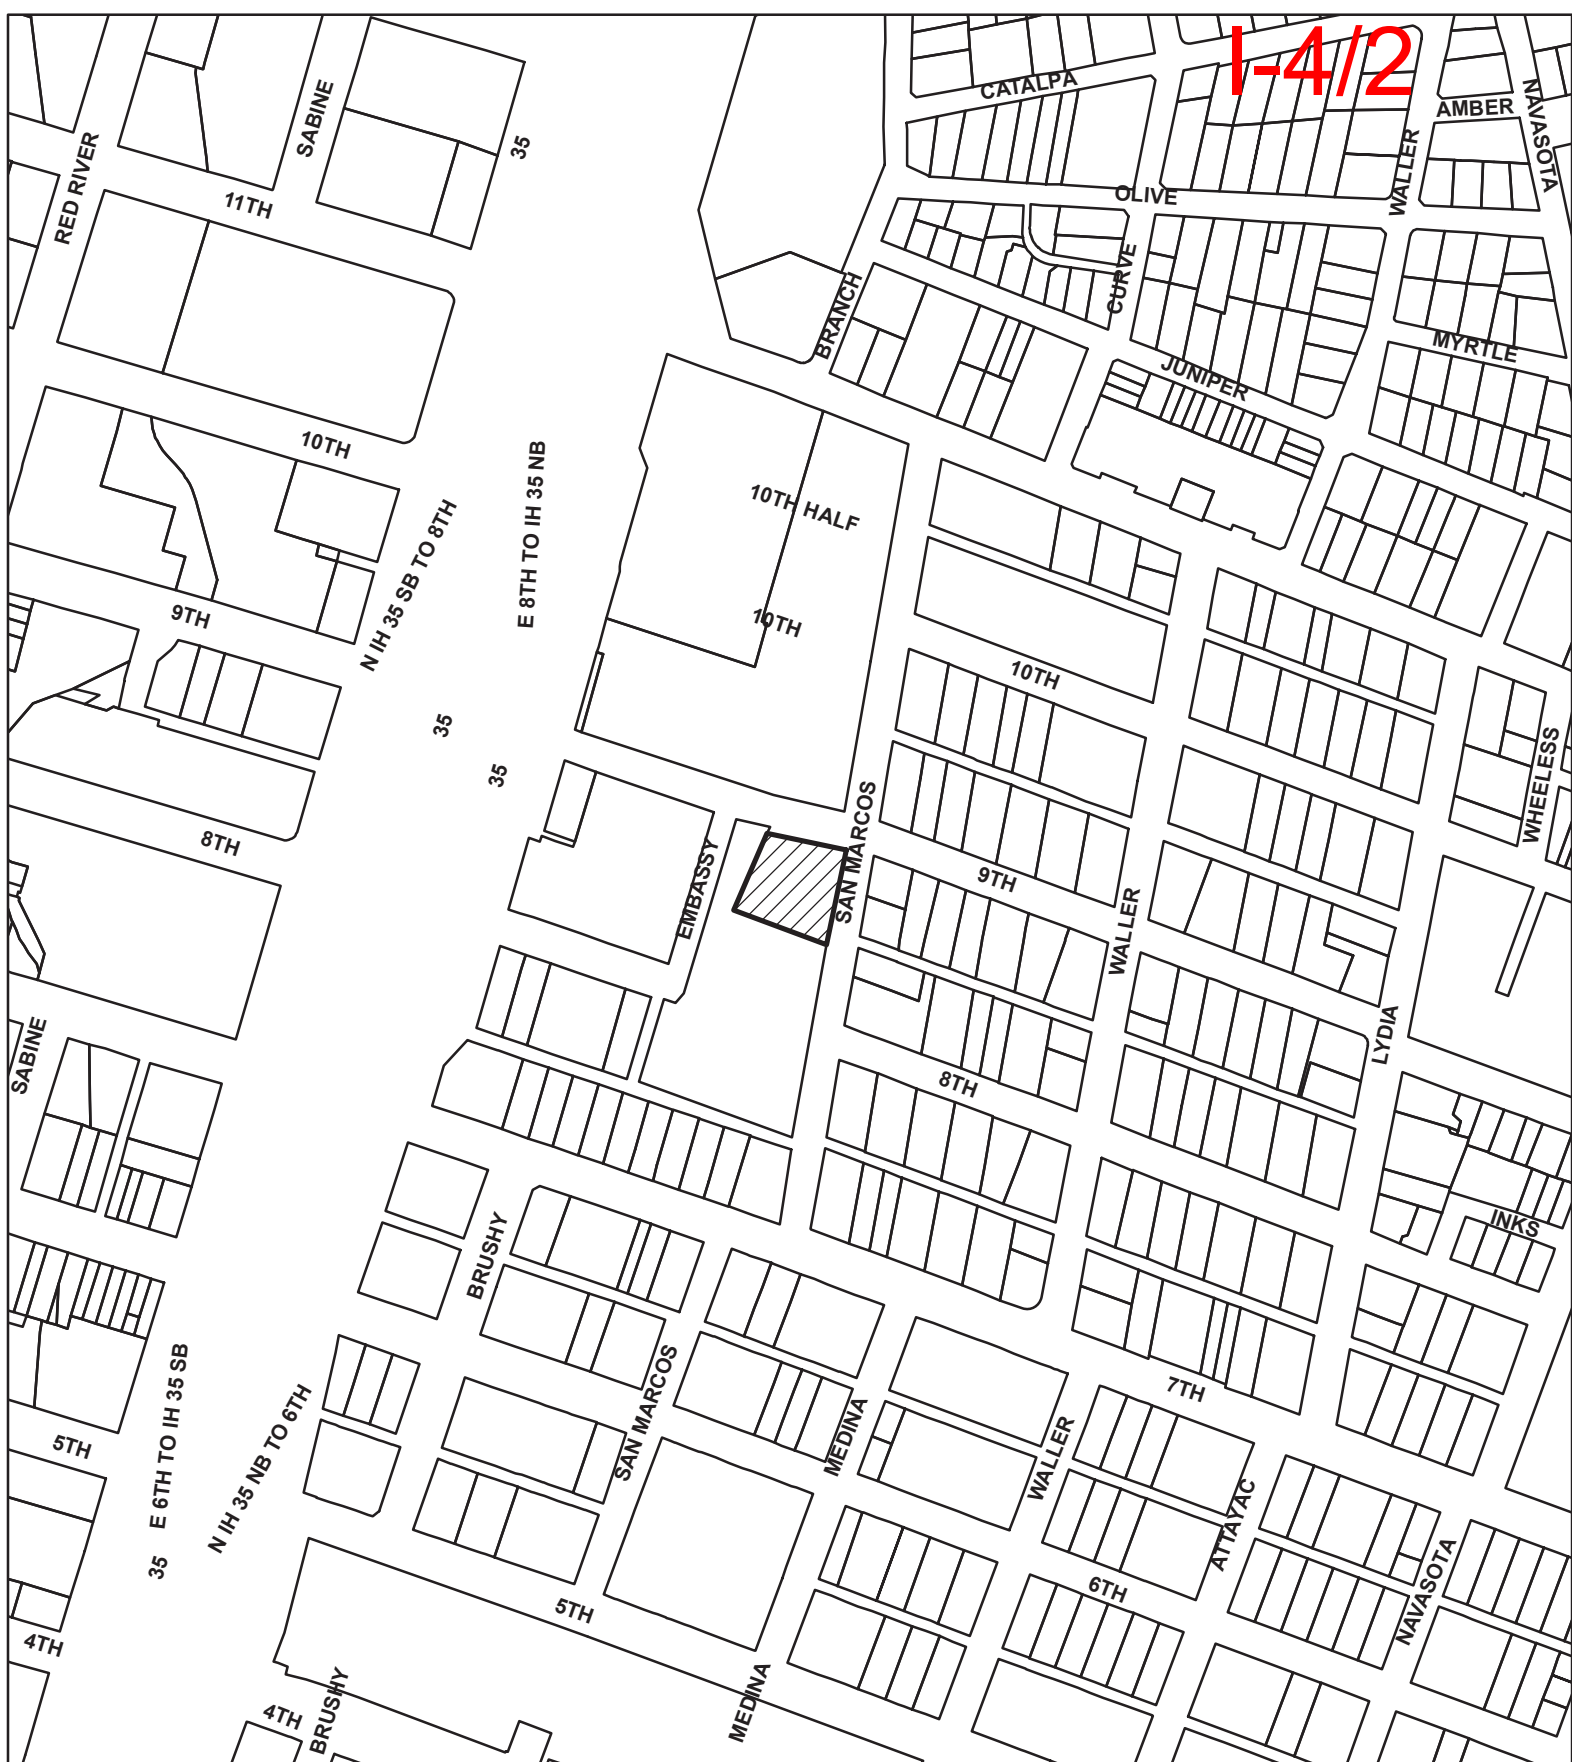 I-4/2
CATALPA
AMBER
NAVASOTA
SABINE
35
RED RIVER
WALLER
OLIVE
11TH
CURVE
BRANCH
MYRTLE
JUNIPER
10TH
E 8TH TO IH 35 NB
10TH HALF
N IH 35 SB TO 8TH
9TH
10TH
10TH
35
35
WHEELESS
SAN MARCOS
8TH
EMBASSY
9TH
WALLER
LYDIA
SABINE
8TH
INKS
BRUSHY
E 6TH TO IH 35 SB
SAN MARCOS
7TH
N IH 35 NB TO 6TH
MEDINA
WALLER
5TH
ATTAYAC
35
NAVASOTA
6TH
5TH
4TH
MEDINA
BRUSHY
4TH